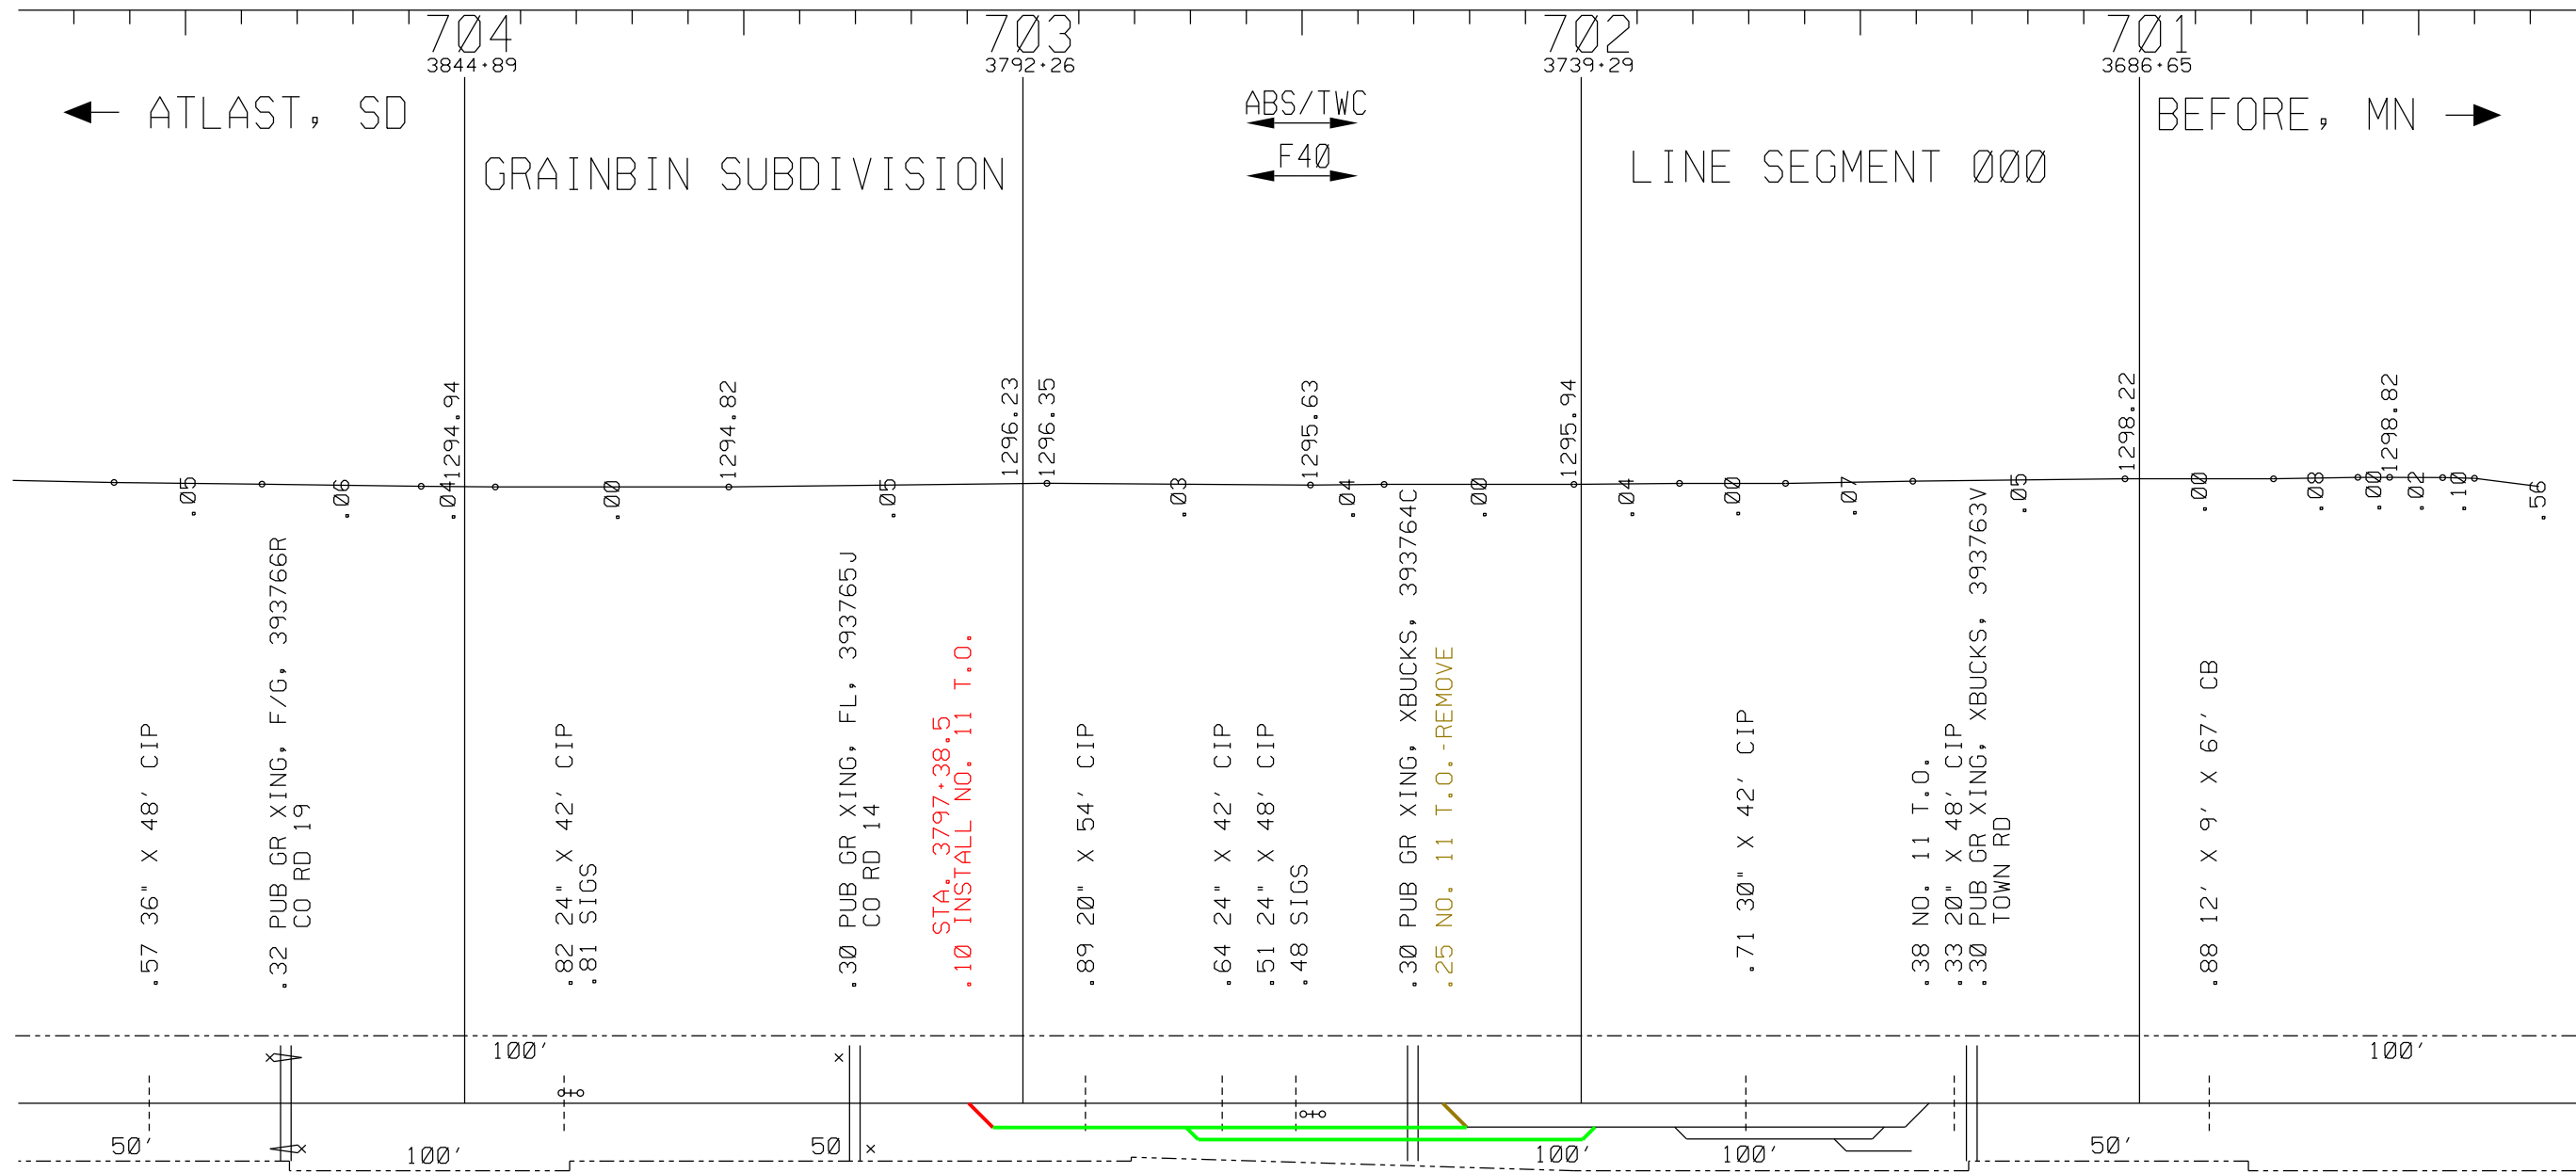 704
3844+89
703
3792+26
702
3739+29
701
3686+65
ATLAST, SD
ABS/TWC
BEFORE, MN
F40
GRAINBIN SUBDIVISION
LINE SEGMENT 000
.05
.06
.04
1294.94
.00
1294.82
.05
1296.23
1296.35
.03
1295.63
.04
.00
1295.94
.04
.00
.07
.05
1298.22
.00
.08
.00
1298.82
.02
.10
.56
.57 36" X 48' CIP
.32 PUB GR XING, F/G, 393766R
CO RD 19
.82 24" X 42' CIP
.81 SIGS
.30 PUB GR XING, FL, 393765J
CO RD 14
STA. 3797+38.5
.10 INSTALL NO. 11 T.O.
.89 20" X 54' CIP
.64 24" X 42' CIP
.51 24" X 48' CIP
.48 SIGS
.30 PUB GR XING, XBUCKS, 393764C
.25 NO. 11 T.O.-REMOVE
.71 30" X 42' CIP
.38 NO. 11 T.O.
.33 20" X 48' CIP
.30 PUB GR XING, XBUCKS, 393763V
TOWN RD
.88 12' X 9' X 67' CB
100'
100'
50'
100'
50
100'
100'
50'